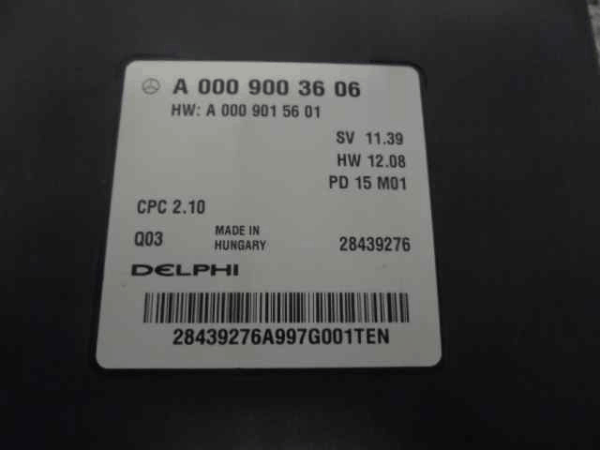 A 000 900 36 06
HW: A 000 901 56 01
SV 11.39
HW 12.08
PD 15 M01
CPC 2.10
Q03
MADE IN
HUNGARY
28439276
DELPHI
28439276A997G001TEN